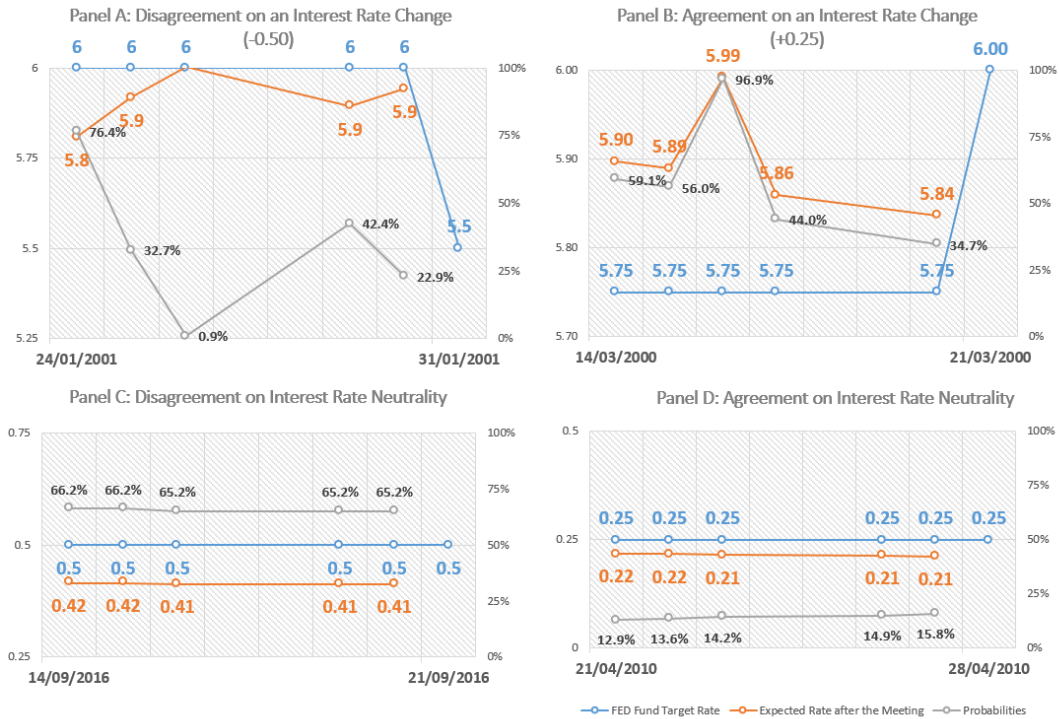 Panel A: Disagreement on an Interest Rate Change
(-0.50)
6 6 6 6 6
6 100%
5.9 5.9 5.9
76.4%
5.8
75%
5.75
32.7%
42.4%
50%
5.5
5.5
22.9%
25%
0.9%
5.25 0%
24/01/2001 31/01/2001
Panel B: Agreement on an Interest Rate Change
(+0.25)
5.99 6.00
6.00 100%
96.9%
75%
5.90 5.89 5.86 5.84
5.90
59.1% 56.0% 44.0% 34.7%
50%
5.80
5.75 5.75 5.75 5.75 5.75
25%
5.70 0%
14/03/2000 21/03/2000
Panel C: Disagreement on Interest Rate Neutrality
0.75 100%
66.2% 66.2% 65.2% 65.2% 65.2%
75%
0.5 50%
0.5 0.5 0.5 0.5 0.5 0.5
0.42 0.42 0.41 0.41 0.41
25%
0.25 0%
14/09/2016 21/09/2016
Panel D: Agreement on Interest Rate Neutrality
0.5 100%
75%
0.25 0.25 0.25 0.25 0.25 0.25
0.25 50%
0.22 0.22 0.21 0.21 0.21
25%
12.9% 13.6% 14.2% 14.9% 15.8%
0 0%
21/04/2010 28/04/2010
FED Fund Target Rate Expected Rate after the Meeting Probabilities